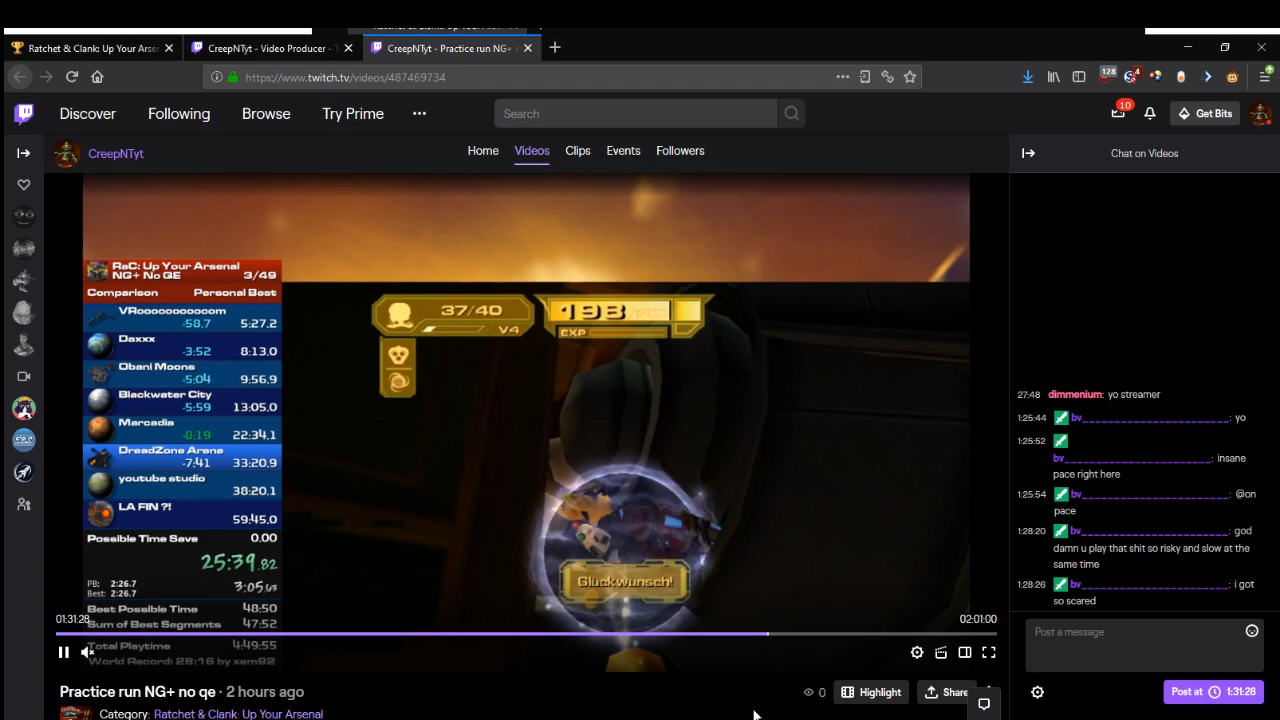 Ratchet & Clank: Up Your Arse
CreepNTyt - Video Producer -
CreepNTyt - Practice run NG+
https://www.twitch.tv/videos/487469734
128
4
Discover
Following
Browse
Try Prime
Search
10
Get Bits
CreepNTyt
Home
Videos
Clips
Events
Followers
Chat on Videos
RaC: Up Your Arsenal
NG+ No QE
3/49
Comparison
Personal Best
VRoooooooooom
-58.7
5:27.2
Daxxx
-3:52
8:13.0
Obani Moons
-5:04
9:56.9
Blackwater City
-5:59
13:05.0
Marcadia
-8:19
22:34.1
DreadZone Arena
-7:41
33:20.9
youtube studio
38:20.1
LA FIN ?!
59:45.0
Possible Time Save
0.00
25:39.82
PB: 2:26.7
Best: 2:26.7
3:05.67
Best Possible Time
48:50
Sum of Best Segments
47:52
Total Playtime
4:49:55
World Record: 28:16 by xem92
37/40
V4
198
EXP
Glückwunsch!
01:31:28
02:01:00
27:48 dimmenium: yo streamer
1:25:44 bv__________________________: yo
1:25:52
bv__________________________: insane
pace right here
1:25:54 bv__________________________: @on
pace
1:28:20 bv__________________________: god
damn u play that shit so risky and slow at the
same time
1:28:26 bv__________________________: i got
so scared
Post a message
Post at 1:31:28
Practice run NG+ no qe · 2 hours ago
0
Highlight
Share
Category: Ratchet & Clank: Up Your Arsenal